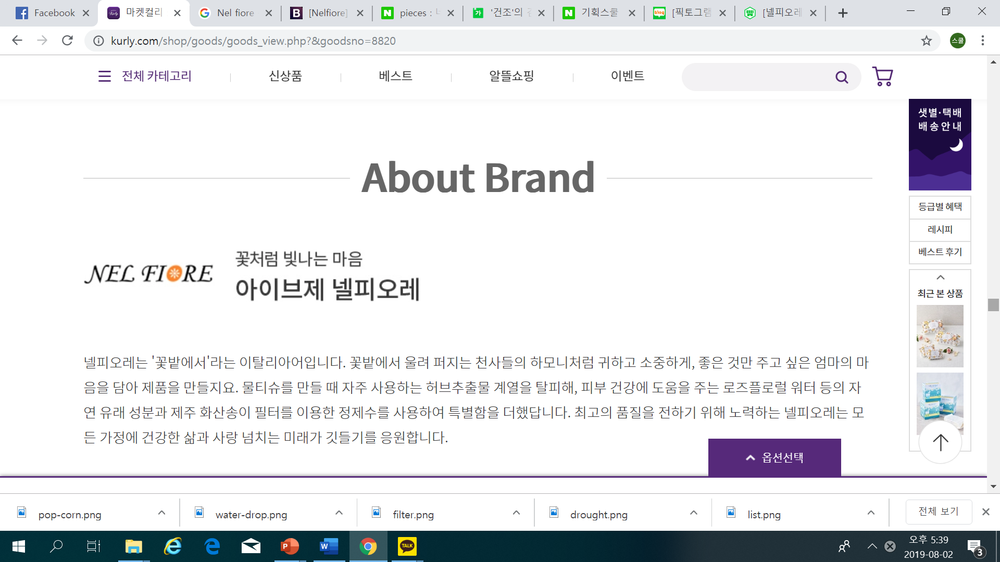 Facebook
마켓컬리
Nel fiore
[Nelfiore]
pieces :
'건조'의
기획스쿨
[픽토그램
[넬피오레
kurly.com/shop/goods/goods_view.php?&goodsno=8820
스쿨
전체 카테고리
신상품
베스트
알뜰쇼핑
이벤트
샛별·택배
배송안내
About Brand
등급별 혜택
레시피
베스트 후기
NEL FIORE
꽃처럼 빛나는 마음
아이브제 넬피오레
최근 본 상품
넬피오레는 '꽃밭에서'라는 이탈리아어입니다. 꽃밭에서 울려 퍼지는 천사들의 하모니처럼 귀하고 소중하게, 좋은 것만 주고 싶은 엄마의 마
음을 담아 제품을 만들지요. 물티슈를 만들 때 자주 사용하는 허브추출물 계열을 탈피해, 피부 건강에 도움을 주는 로즈플로럴 워터 등의 자
연 유래 성분과 제주 화산송이 필터를 이용한 정제수를 사용하여 특별함을 더했답니다. 최고의 품질을 전하기 위해 노력하는 넬피오레는 모
든 가정에 건강한 삶과 사랑 넘치는 미래가 깃들기를 응원합니다.
옵션선택
pop-corn.png
water-drop.png
filter.png
drought.png
list.png
전체 보기
TALK
오후 5:39
2019-08-02
3